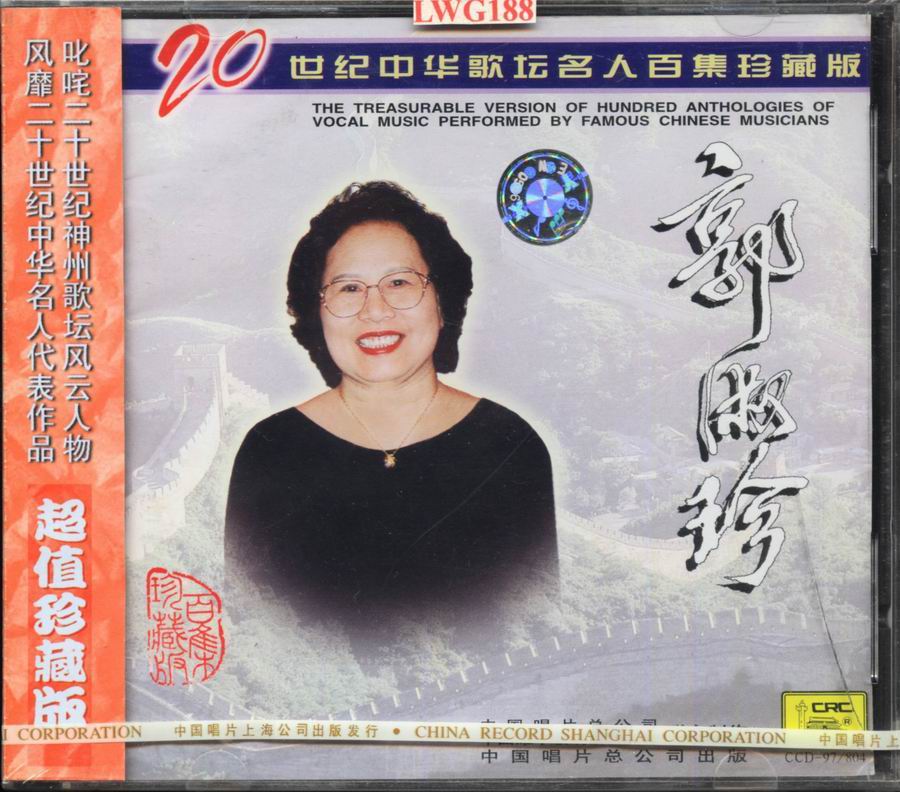 LWG188
20世纪中华歌坛名人百集珍藏版
THE TREASURABLE VERSION OF HUNDRED ANTHOLOGIES OF
VOCAL MUSIC PERFORMED BY FAMOUS CHINESE MUSICIANS
叱咤二十世纪神州歌坛风云人物
风靡二十世纪中华名人代表作品
超值珍藏版
郭淑珍
百集
珍藏版
CRC
®
中国唱片总公司
I CORPORATION 中国唱片上海公司出版发行 • CHINA RECORD SHANGHAI CORPORATION 中国唱片上
中国唱片总公司出版
CCD-97/804